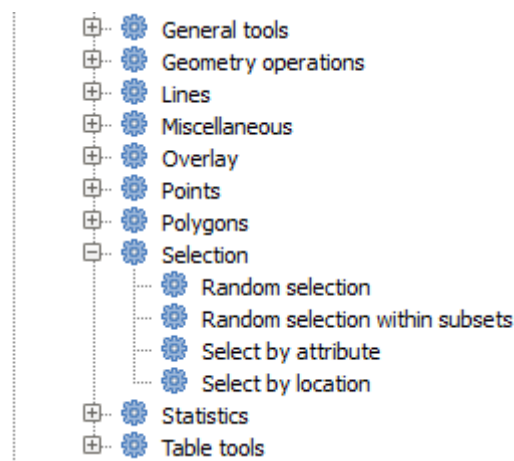 General tools
Geometry operations
Lines
Miscellaneous
Overlay
Points
Polygons
Selection
Random selection
Random selection within subsets
Select by attribute
Select by location
Statistics
Table tools